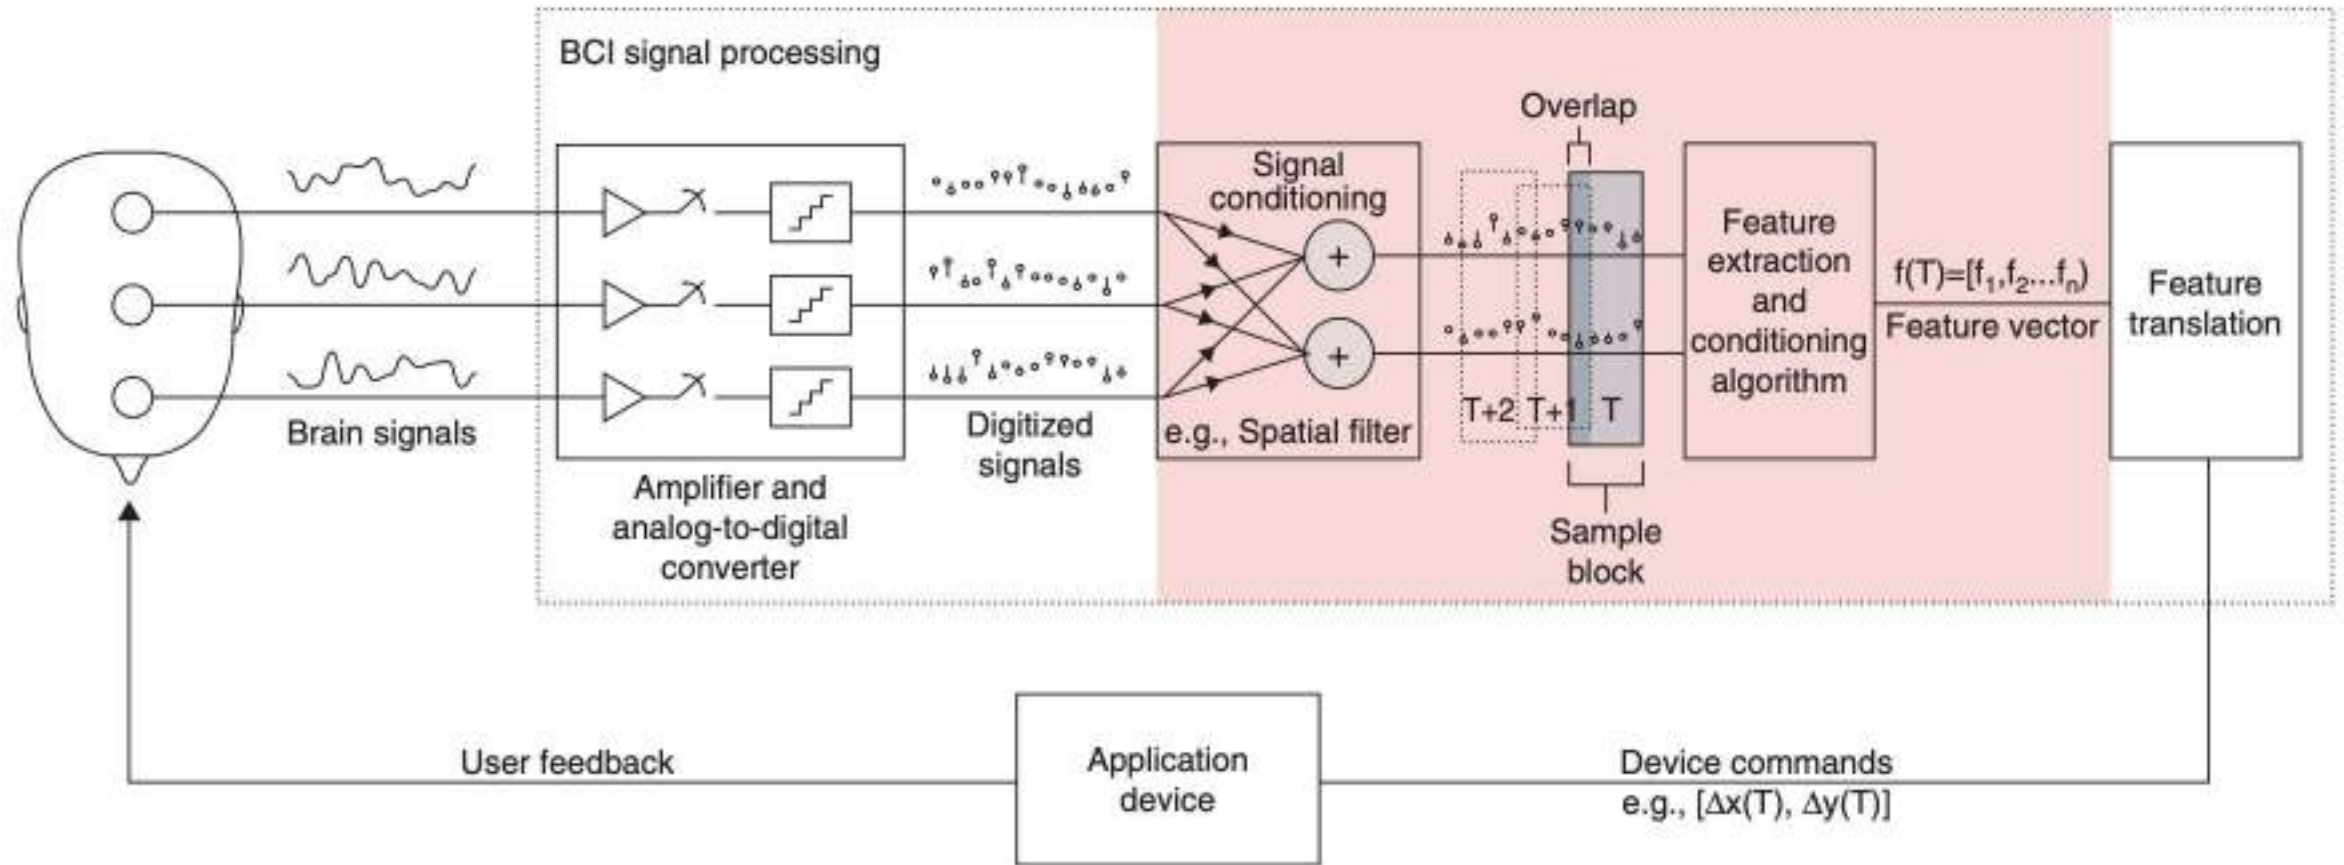 BCI signal processing
Overlap
Signal
conditioning
+
+
e.g., Spatial filter
T+2
T+1
T
Feature
extraction
and
conditioning
algorithm
f(T)=[f₁,f₂...fₙ)
Feature vector
Feature
translation
Brain signals
Digitized
signals
Amplifier and
analog-to-digital
converter
Sample
block
User feedback
Application
device
Device commands
e.g., [Δx(T), Δy(T)]